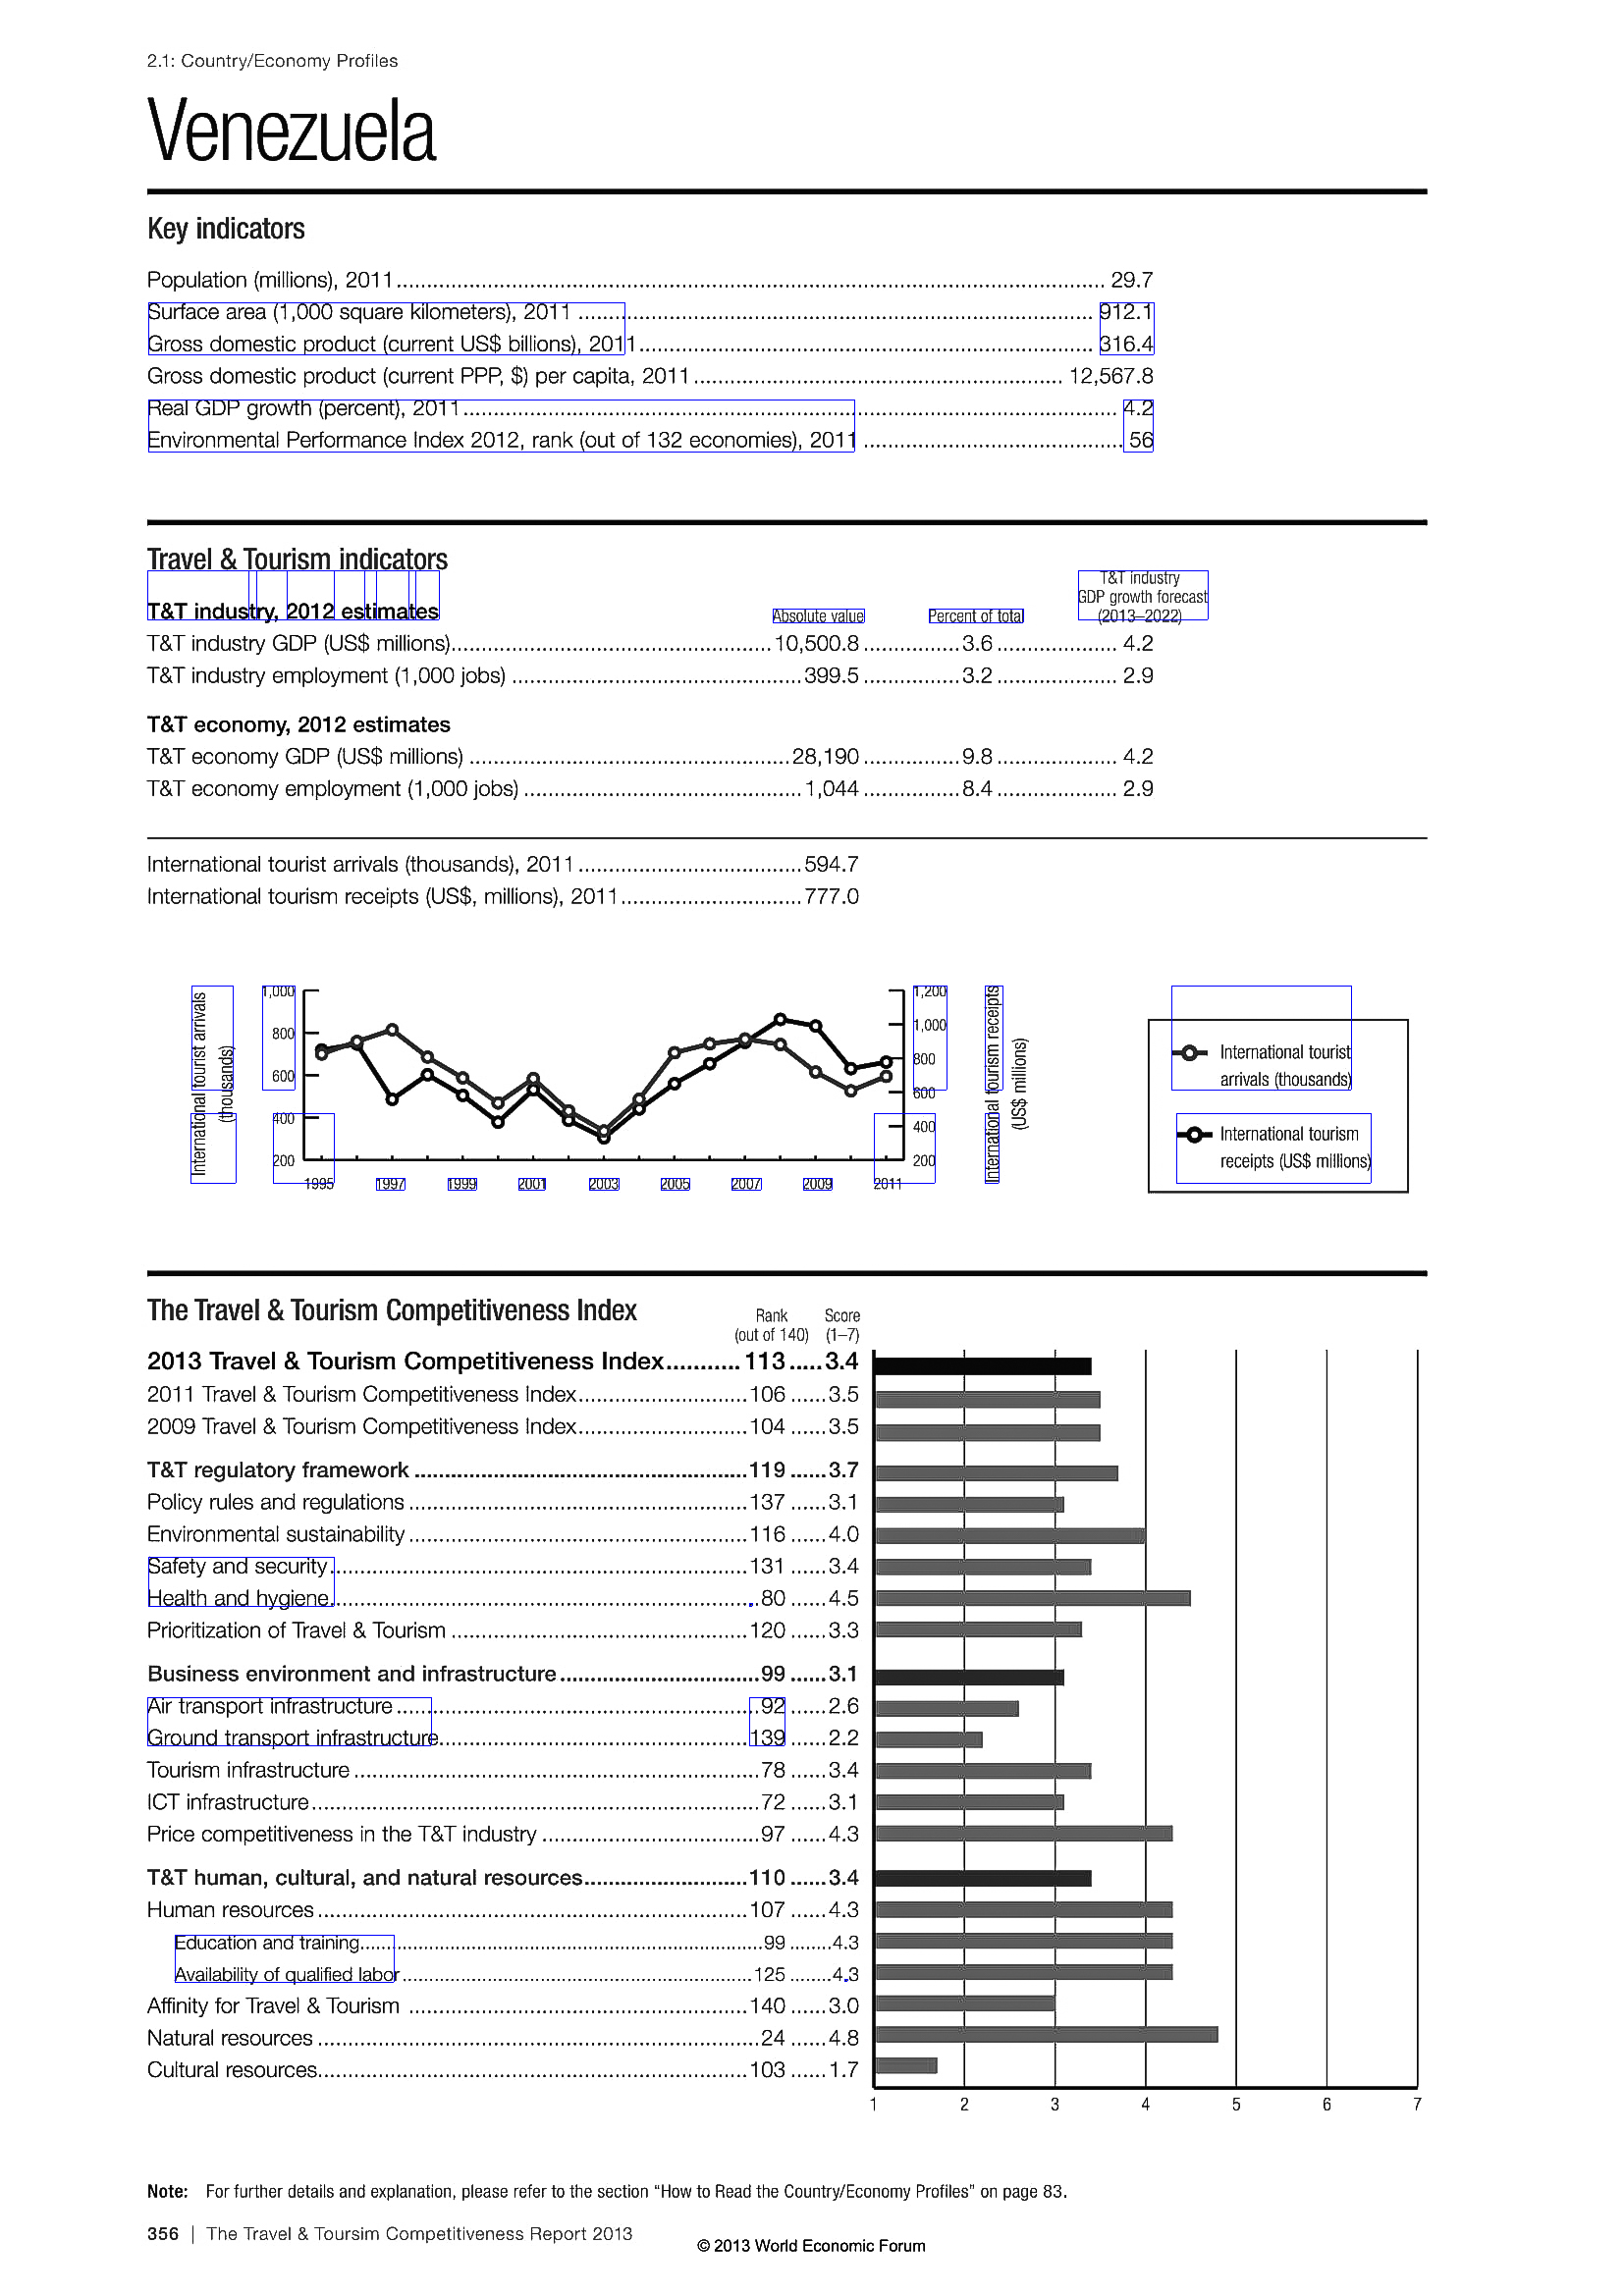 2.1: Country/Economy Profiles
Venezuela
Key indicators
Population (millions), 2011 29.7
Surface area (1,000 square kilometers), 2011 912.1
Gross domestic product (current US$ billions), 2011 316.4
Gross domestic product (current PPP, $) per capita, 2011 12,567.8
Real GDP growth (percent), 2011 4.2
Environmental Performance Index 2012, rank (out of 132 economies), 2011 56
Travel & Tourism indicators
T&T industry
GDP growth forecast
T&T industry, 2012 estimates Absolute value Percent of total (2013–2022)
T&T industry GDP (US$ millions) 10,500.8 3.6 4.2
T&T industry employment (1,000 jobs) 399.5 3.2 2.9
T&T economy, 2012 estimates
T&T economy GDP (US$ millions) 28,190 9.8 4.2
T&T economy employment (1,000 jobs) 1,044 8.4 2.9
International tourist arrivals (thousands), 2011 594.7
International tourism receipts (US$, millions), 2011 777.0
International tourist arrivals
(thousands)
1,000
800
600
400
200
1995 1997 1999 2001 2003 2005 2007 2009 2011
1,200
1,000
800
600
400
200
International tourism receipts
(US$ millions)
International tourist
arrivals (thousands)
International tourism
receipts (US$ millions)
The Travel & Tourism Competitiveness Index
Rank Score
(out of 140) (1–7)
2013 Travel & Tourism Competitiveness Index 113 3.4
2011 Travel & Tourism Competitiveness Index 106 3.5
2009 Travel & Tourism Competitiveness Index 104 3.5
T&T regulatory framework 119 3.7
Policy rules and regulations 137 3.1
Environmental sustainability 116 4.0
Safety and security 131 3.4
Health and hygiene 80 4.5
Prioritization of Travel & Tourism 120 3.3
Business environment and infrastructure 99 3.1
Air transport infrastructure 92 2.6
Ground transport infrastructure 139 2.2
Tourism infrastructure 78 3.4
ICT infrastructure 72 3.1
Price competitiveness in the T&T industry 97 4.3
T&T human, cultural, and natural resources 110 3.4
Human resources 107 4.3
Education and training 99 4.3
Availability of qualified labor 125 4.3
Affinity for Travel & Tourism 140 3.0
Natural resources 24 4.8
Cultural resources 103 1.7
1 2 3 4 5 6 7
Note: For further details and explanation, please refer to the section “How to Read the Country/Economy Profiles” on page 83.
356 | The Travel & Toursim Competitiveness Report 2013
© 2013 World Economic Forum